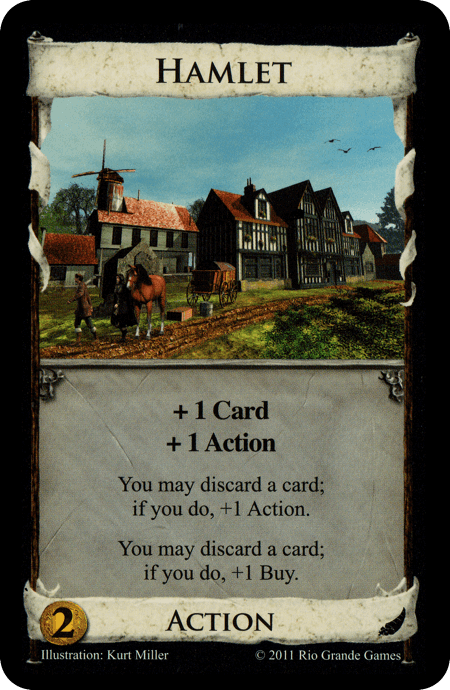 HAMLET
+1 Card
+1 Action
You may discard a card;
if you do, +1 Action.
You may discard a card;
if you do, +1 Buy.
2
ACTION
Illustration: Kurt Miller
© 2011 Rio Grande Games